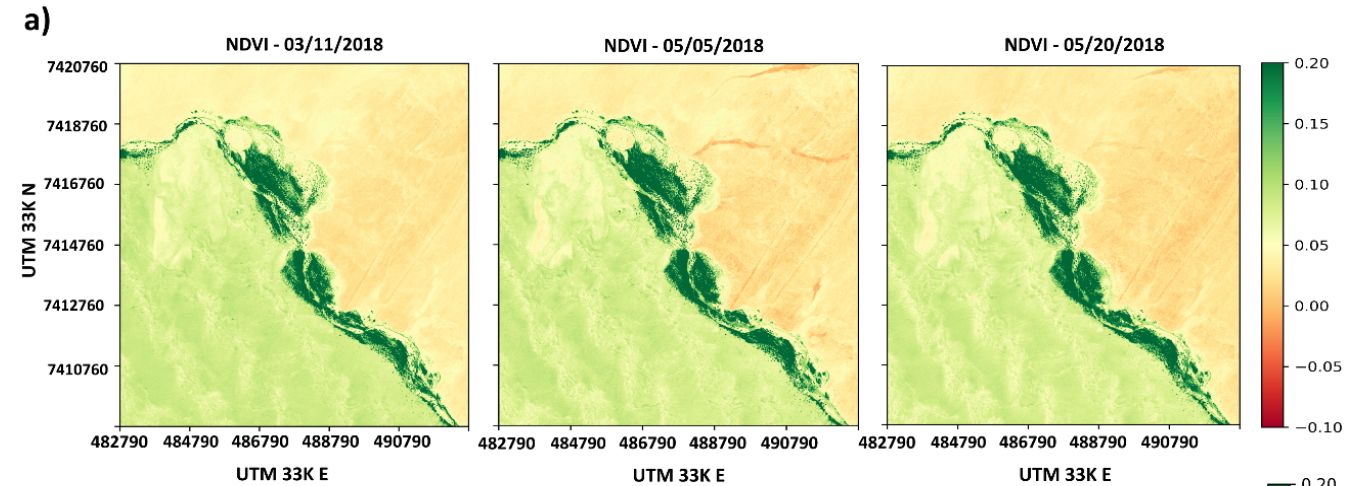 a)
NDVI - 03/11/2018
NDVI - 05/05/2018
NDVI - 05/20/2018
7420760
7418760
7416760
7414760
7412760
7410760
UTM 33K N
482790 484790 486790 488790 490790
482790 484790 486790 488790 490790
482790 484790 486790 488790 490790
UTM 33K E
UTM 33K E
UTM 33K E
0.20
0.15
0.10
0.05
0.00
−0.05
−0.10
0.20